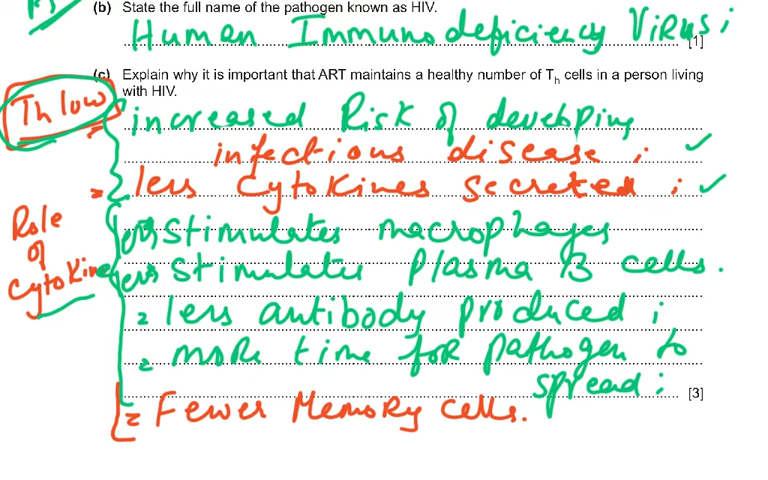 (b) State the full name of the pathogen known as HIV.
Human Immunodeficiency Virus;
[1]
(c) Explain why it is important that ART maintains a healthy number of Th cells in a person living
with HIV.
Th low
increased Risk of developing
infectious disease ; ✓
less cytokines secreted ; ✓
Role
of
cytokine
stimulates macrophages
less stimulates Plasma B cells.
less antibody produced ;
more time for pathogen to
spread ;
[3]
Fewer Memory cells.